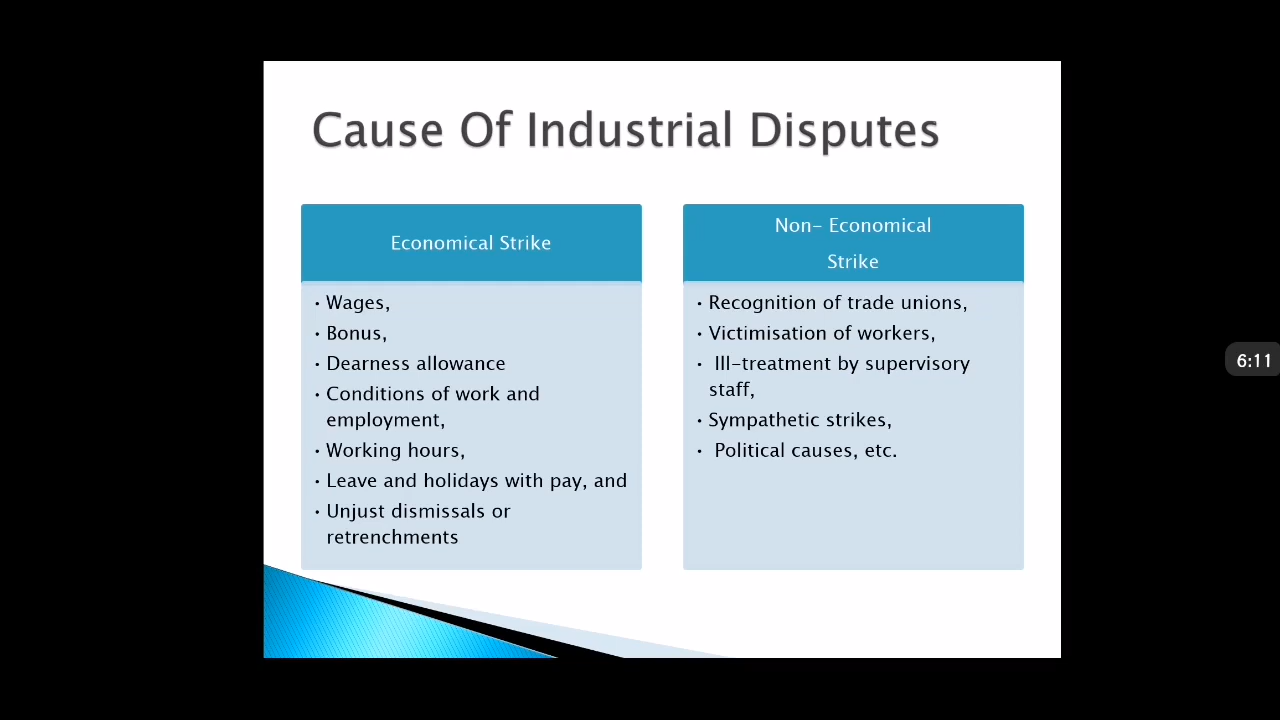 Cause Of Industrial Disputes
Economical Strike
• Wages,
• Bonus,
• Dearness allowance
• Conditions of work and
employment,
• Working hours,
• Leave and holidays with pay, and
• Unjust dismissals or
retrenchments
Non- Economical
Strike
• Recognition of trade unions,
• Victimisation of workers,
• Ill-treatment by supervisory
staff,
• Sympathetic strikes,
• Political causes, etc.
6:11